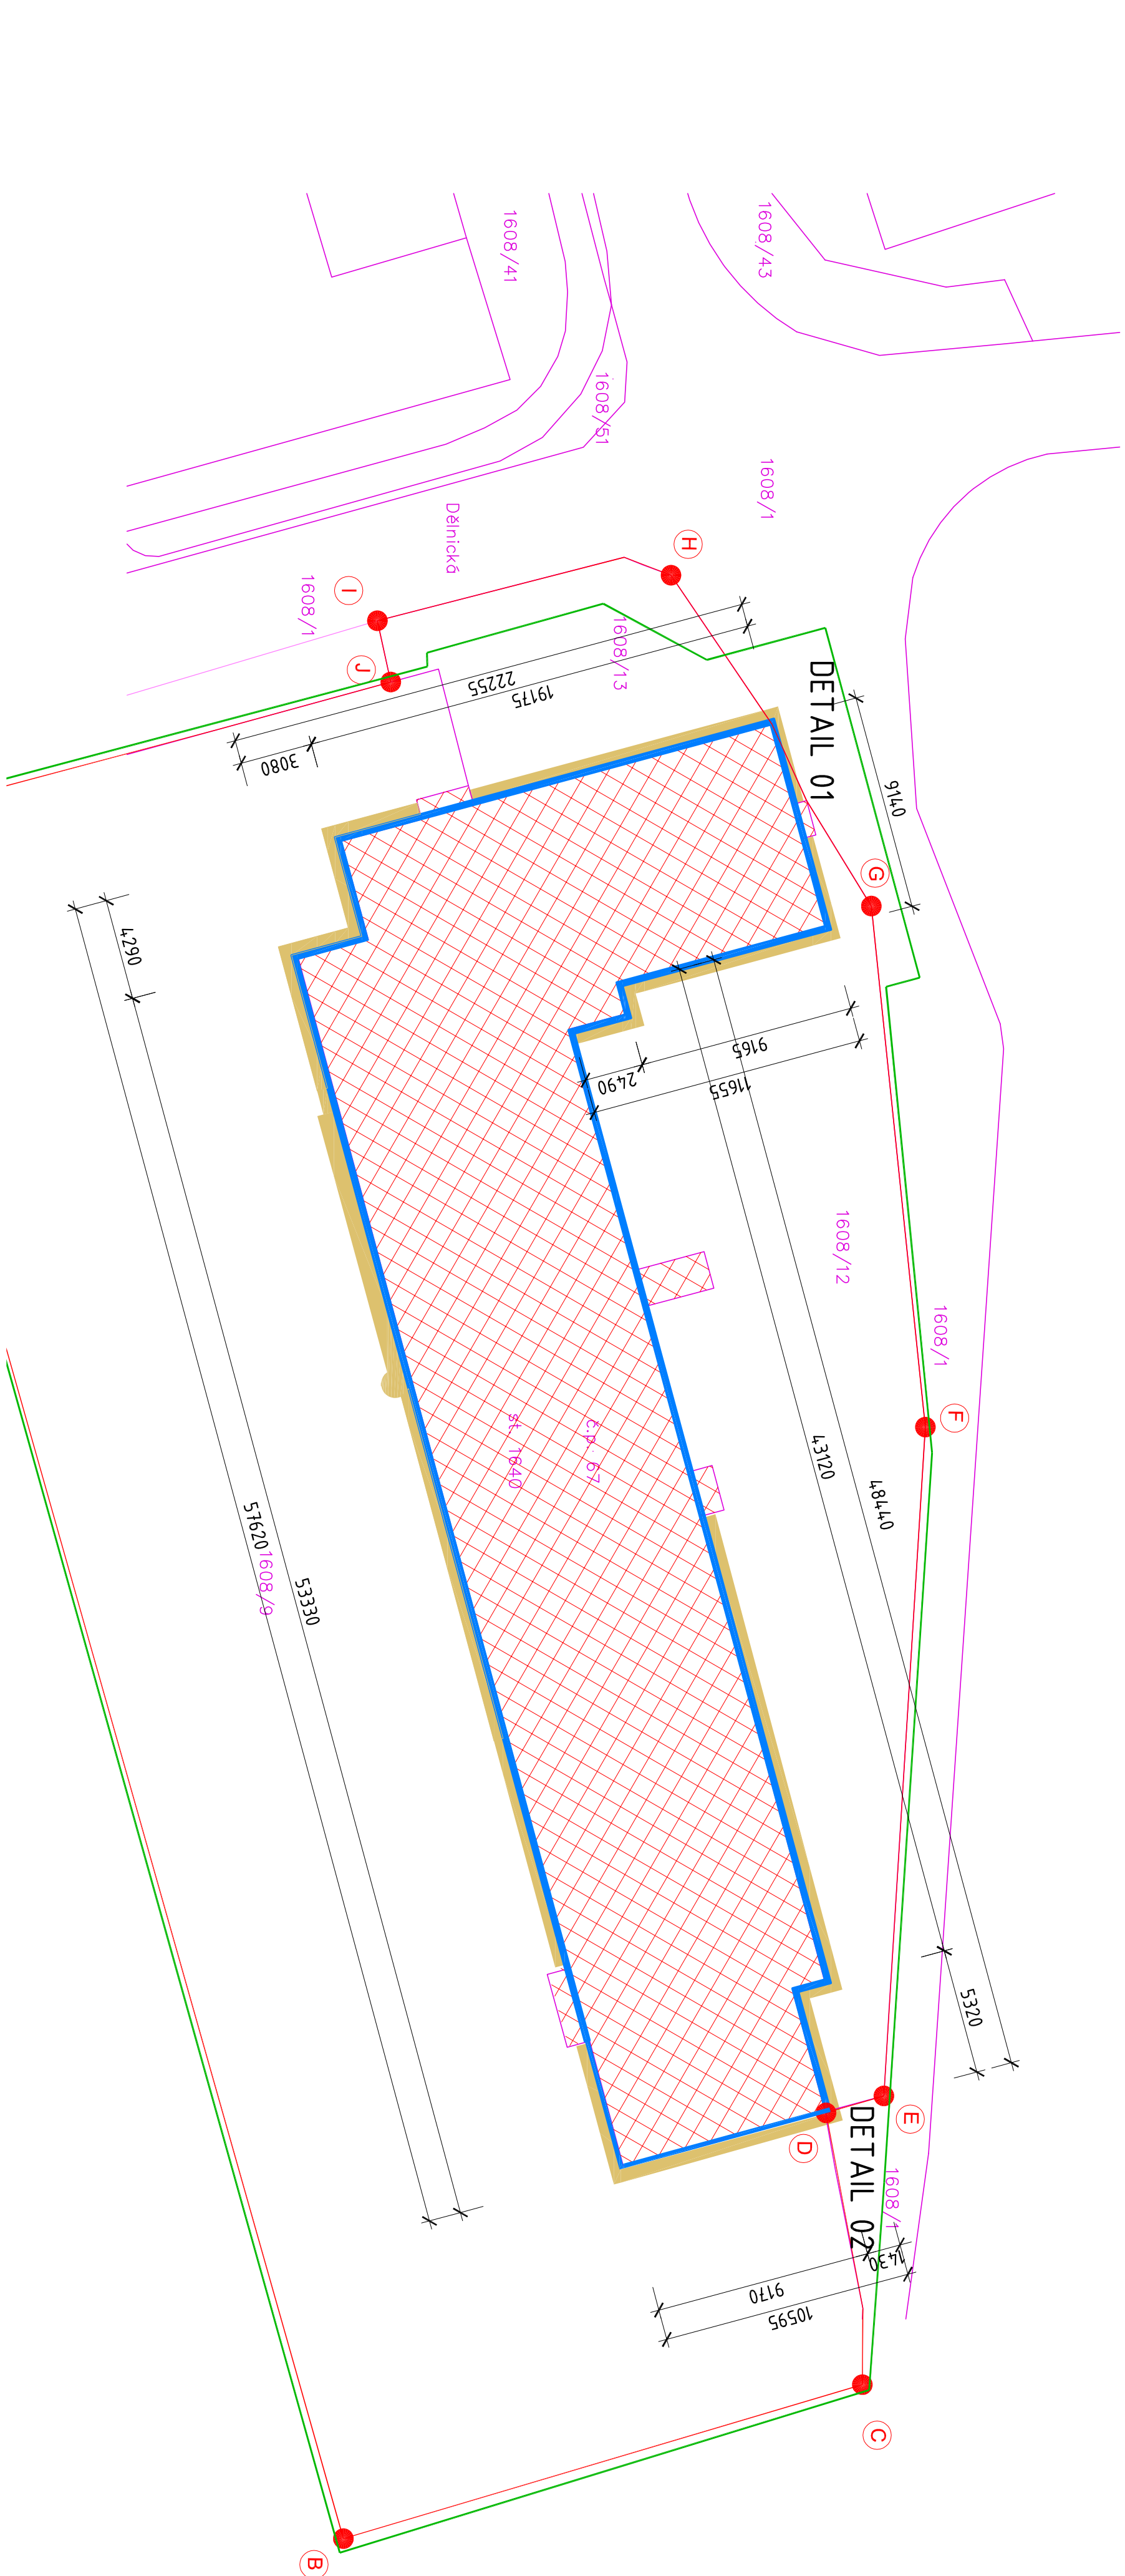 1608/41
1608/43
1608/51
1608/1
Dělnická
H
I
1608/1
1608/13
J
DETAIL 01
22255
19175
3080
9140
G
4290
9165
2490
11655
1608/12
1608/1
F
č.p. 67
st. 1640
43120
48440
57620
1608/9
53330
5320
E
D
DETAIL 02
1608/1
1430
9170
10595
C
B